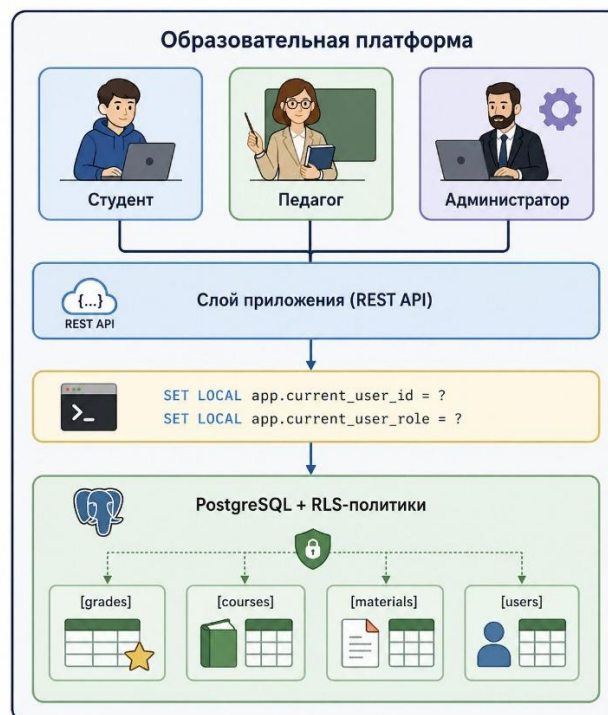 Образовательная платформа
Студент
Педагог
Администратор
{...}
REST API
Слой приложения (REST API)
>_
SET LOCAL app.current_user_id = ?
SET LOCAL app.current_user_role = ?
PostgreSQL + RLS-политики
[grades]
[courses]
[materials]
[users]